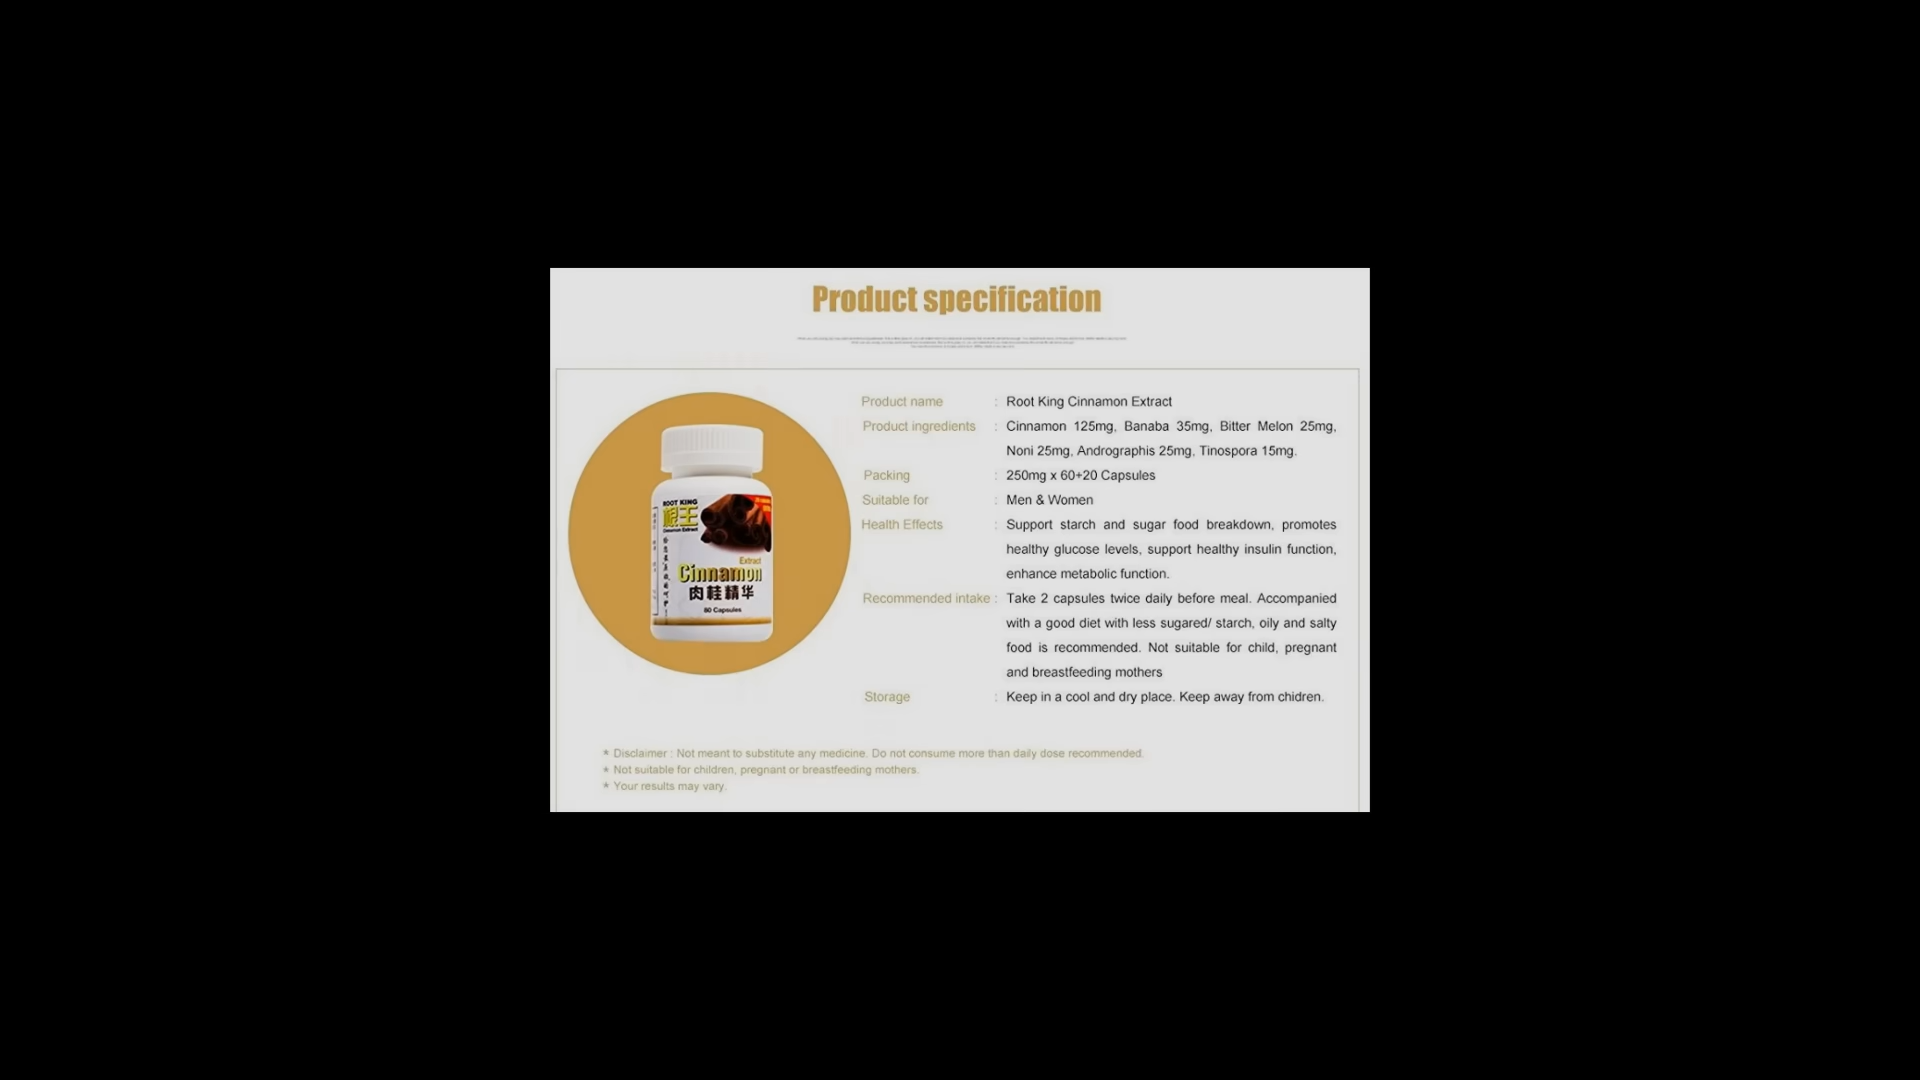 Product specification
Product name : Root King Cinnamon Extract
Product ingredients : Cinnamon 125mg, Banaba 35mg, Bitter Melon 25mg,
Noni 25mg, Andrographis 25mg, Tinospora 15mg.
Packing : 250mg x 60+20 Capsules
Suitable for : Men & Women
Health Effects : Support starch and sugar food breakdown, promotes
healthy glucose levels, support healthy insulin function,
enhance metabolic function.
Recommended intake : Take 2 capsules twice daily before meal. Accompanied
with a good diet with less sugared/ starch, oily and salty
food is recommended. Not suitable for child, pregnant
and breastfeeding mothers
Storage : Keep in a cool and dry place. Keep away from chidren.
ROOT KING
根王
Cinnamon Extract
Extract
Cinnamon
肉桂精华
80 Capsules
* Disclaimer : Not meant to substitute any medicine. Do not consume more than daily dose recommended.
* Not suitable for children, pregnant or breastfeeding mothers.
* Your results may vary.